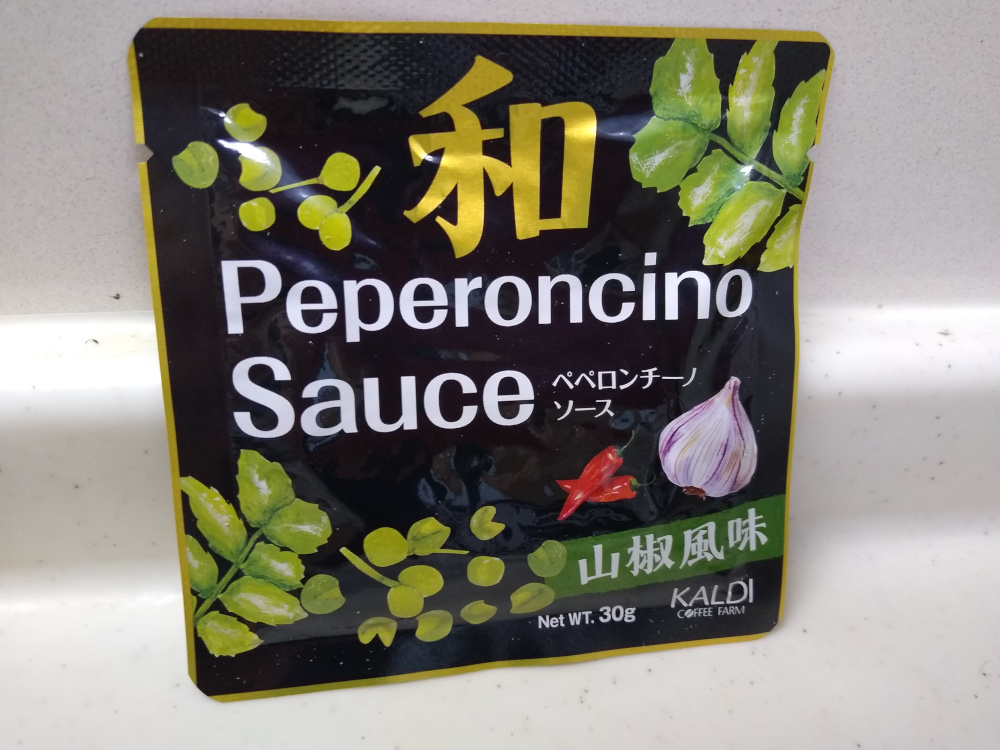 和
Peperoncino
Sauce
ペペロンチーノ
ソース
山椒風味
Net WT. 30g
KALDI
COFFEE FARM